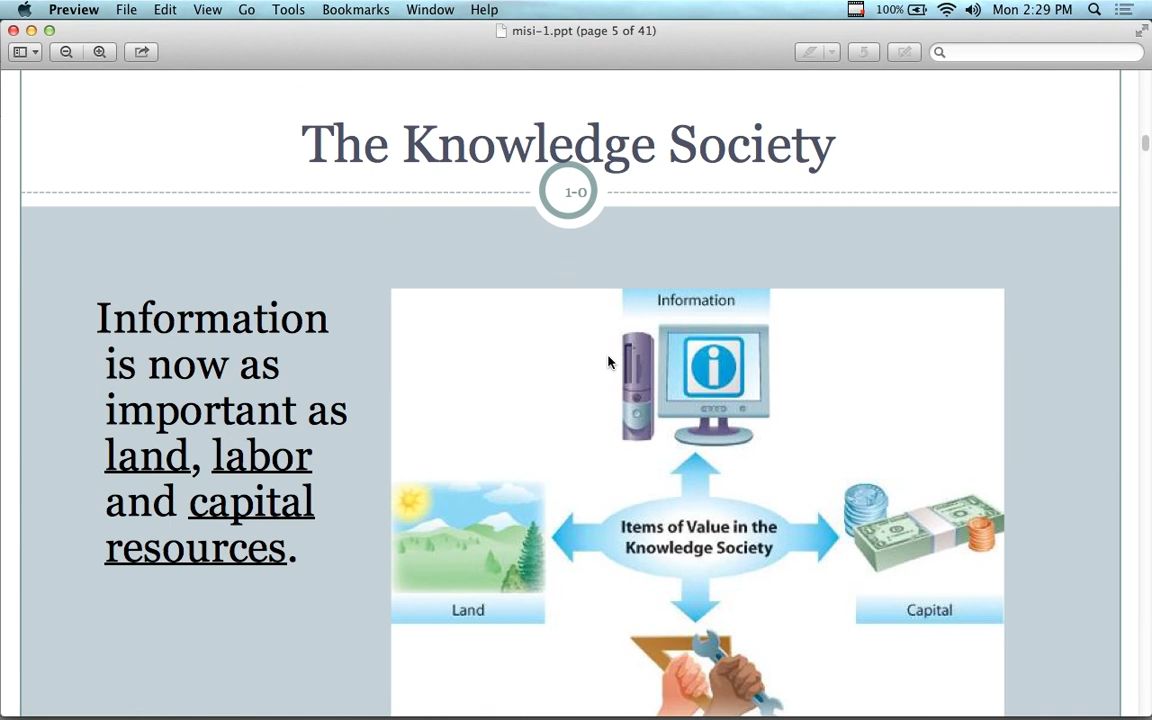 Preview File Edit View Go Tools Bookmarks Window Help 100% Mon 2:29 PM
misi-1.ppt (page 5 of 41)
The Knowledge Society
1-0
Information
is now as
important as
land, labor
and capital
resources.
Information
Items of Value in the
Knowledge Society
Land
Capital